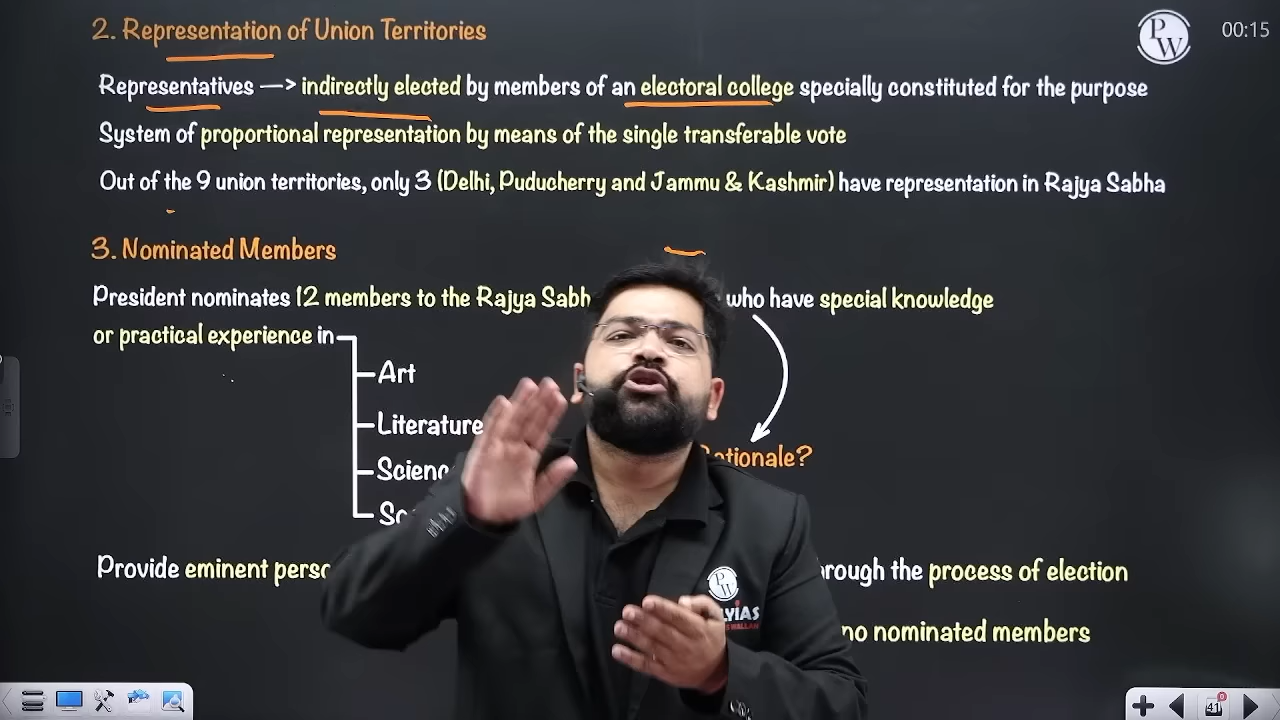 2. Representation of Union Territories
PW
00:15
Representatives —> indirectly elected by members of an electoral college specially constituted for the purpose
System of proportional representation by means of the single transferable vote
Out of the 9 union territories, only 3 (Delhi, Puducherry and Jammu & Kashmir) have representation in Rajya Sabha
3. Nominated Members
President nominates 12 members to the Rajya who have special knowledge
or practical experience in
Art
Literature
Provide eminent the process of election
no nominated members
PW
41